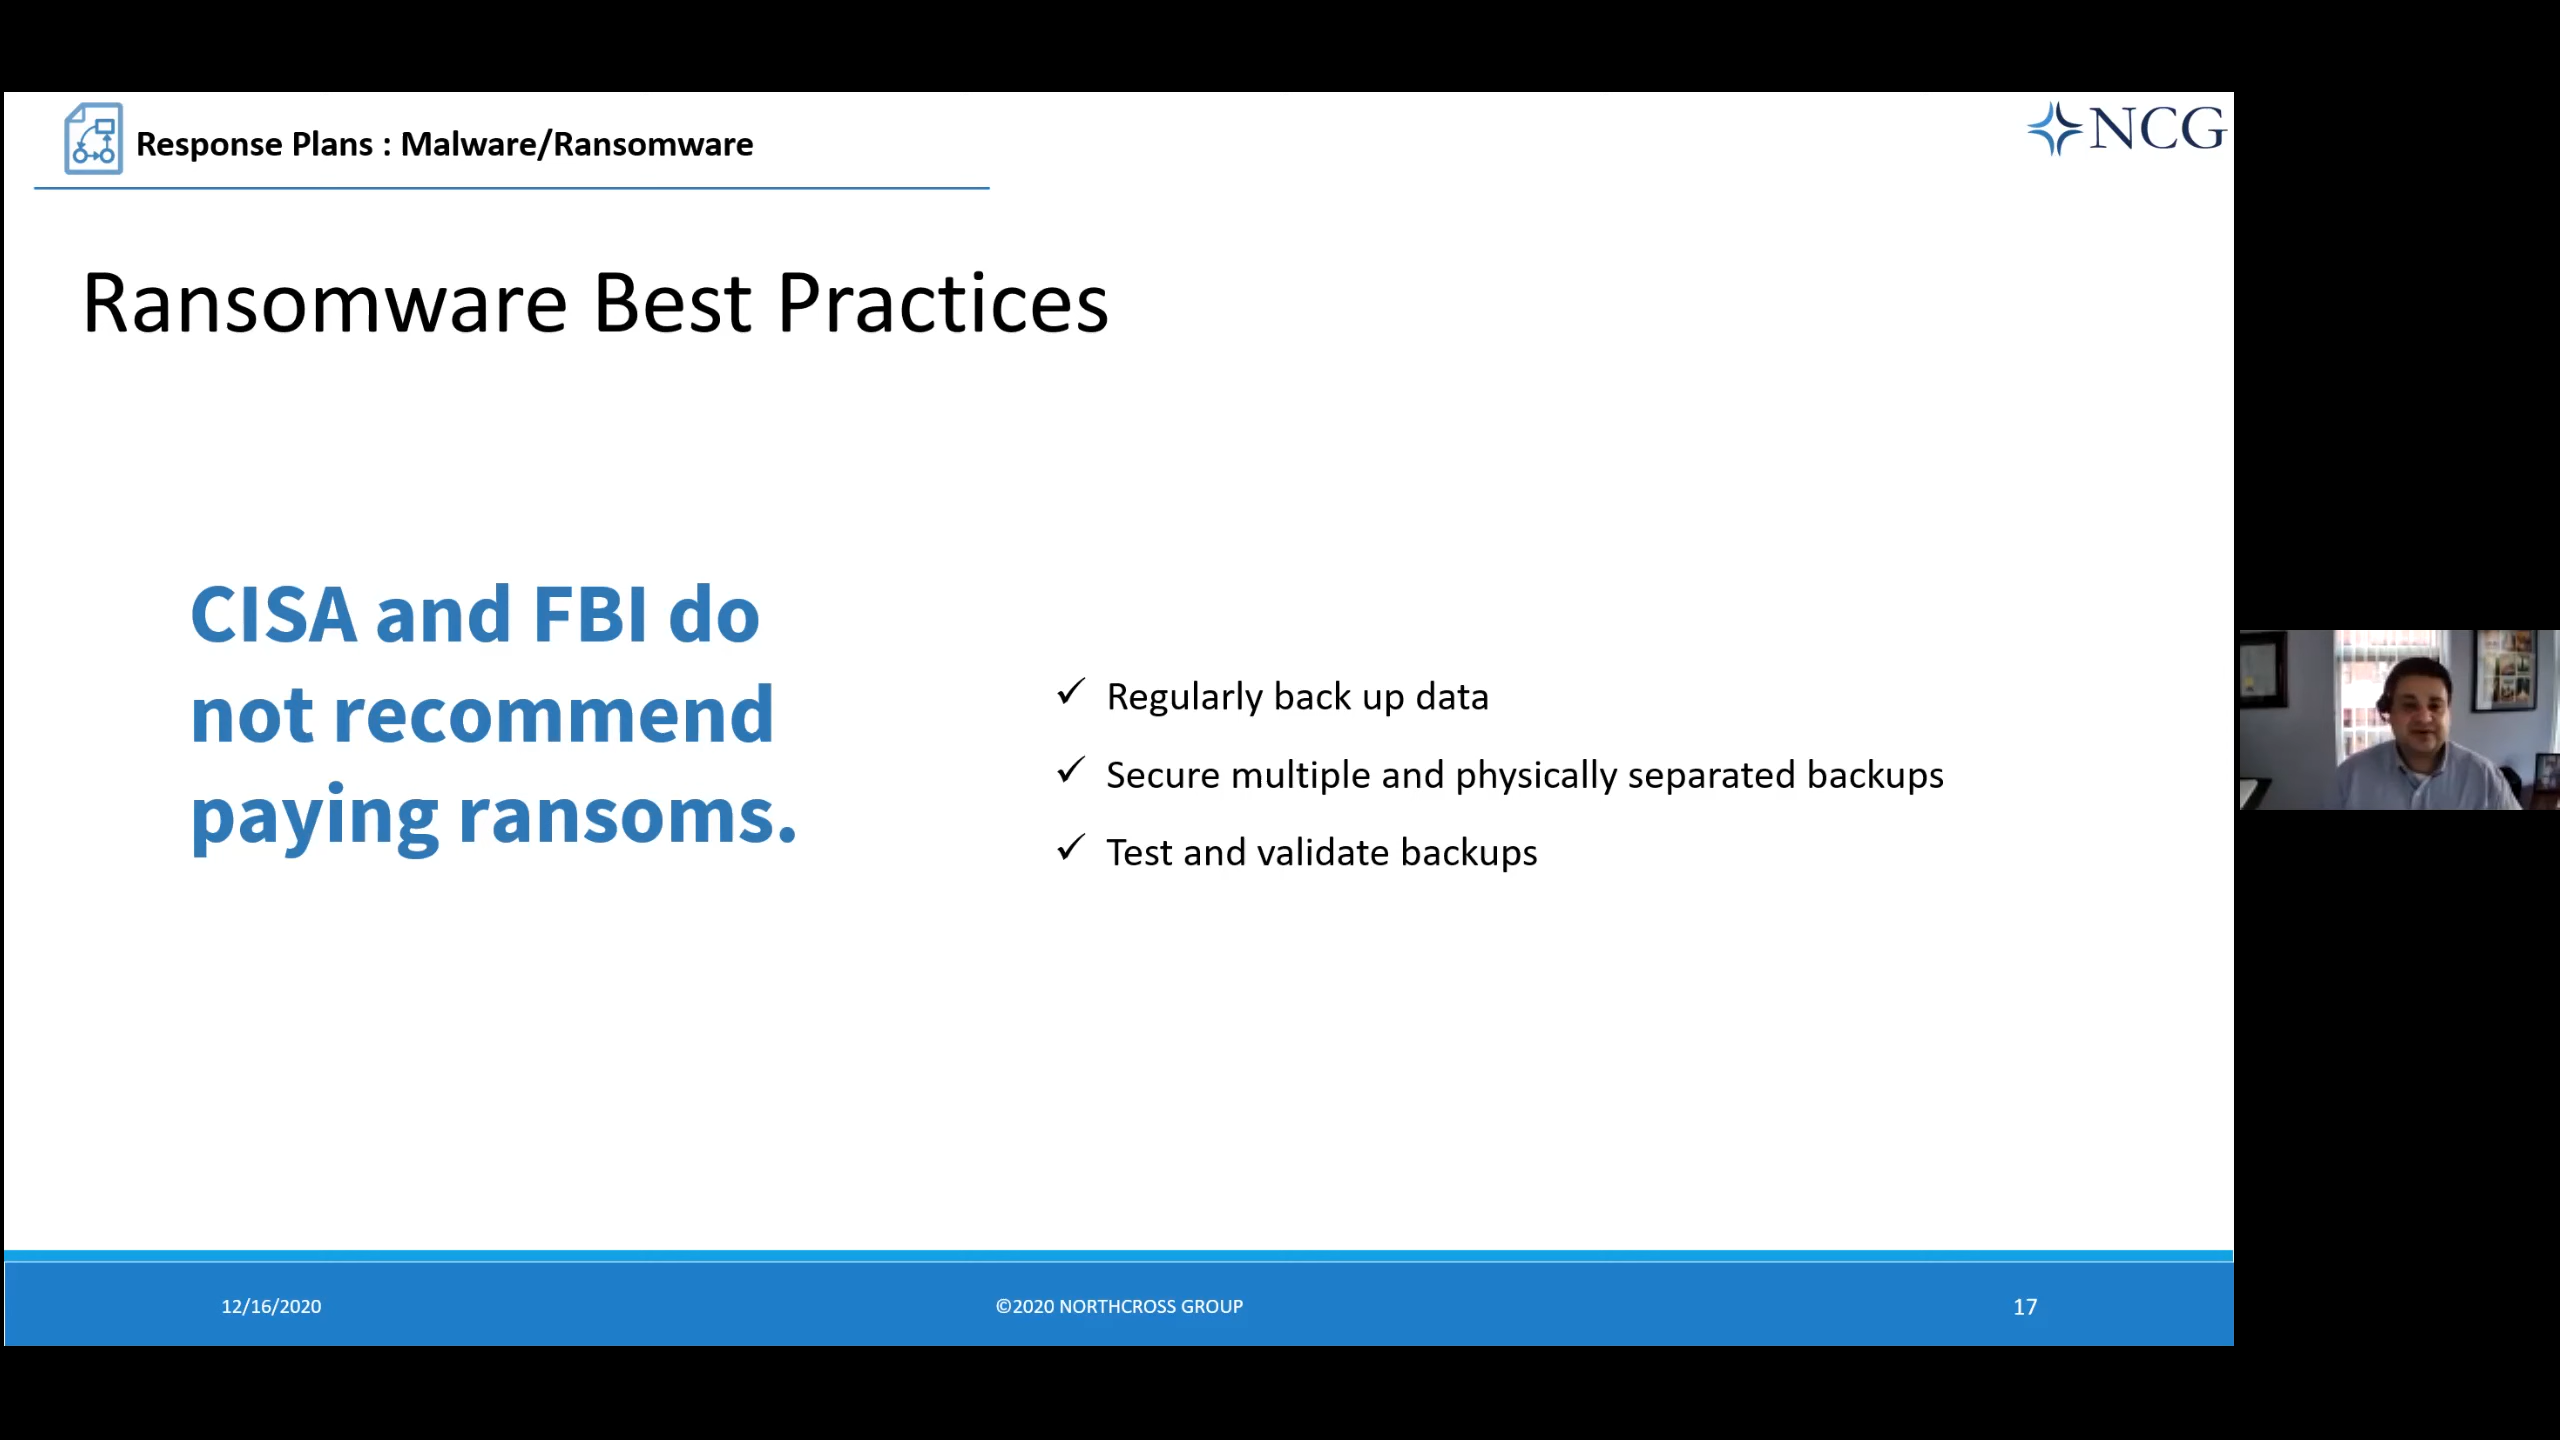 Response Plans : Malware/Ransomware
NCG
Ransomware Best Practices
CISA and FBI do
not recommend
paying ransoms.
✓ Regularly back up data
✓ Secure multiple and physically separated backups
✓ Test and validate backups
12/16/2020
©2020 NORTHCROSS GROUP
17